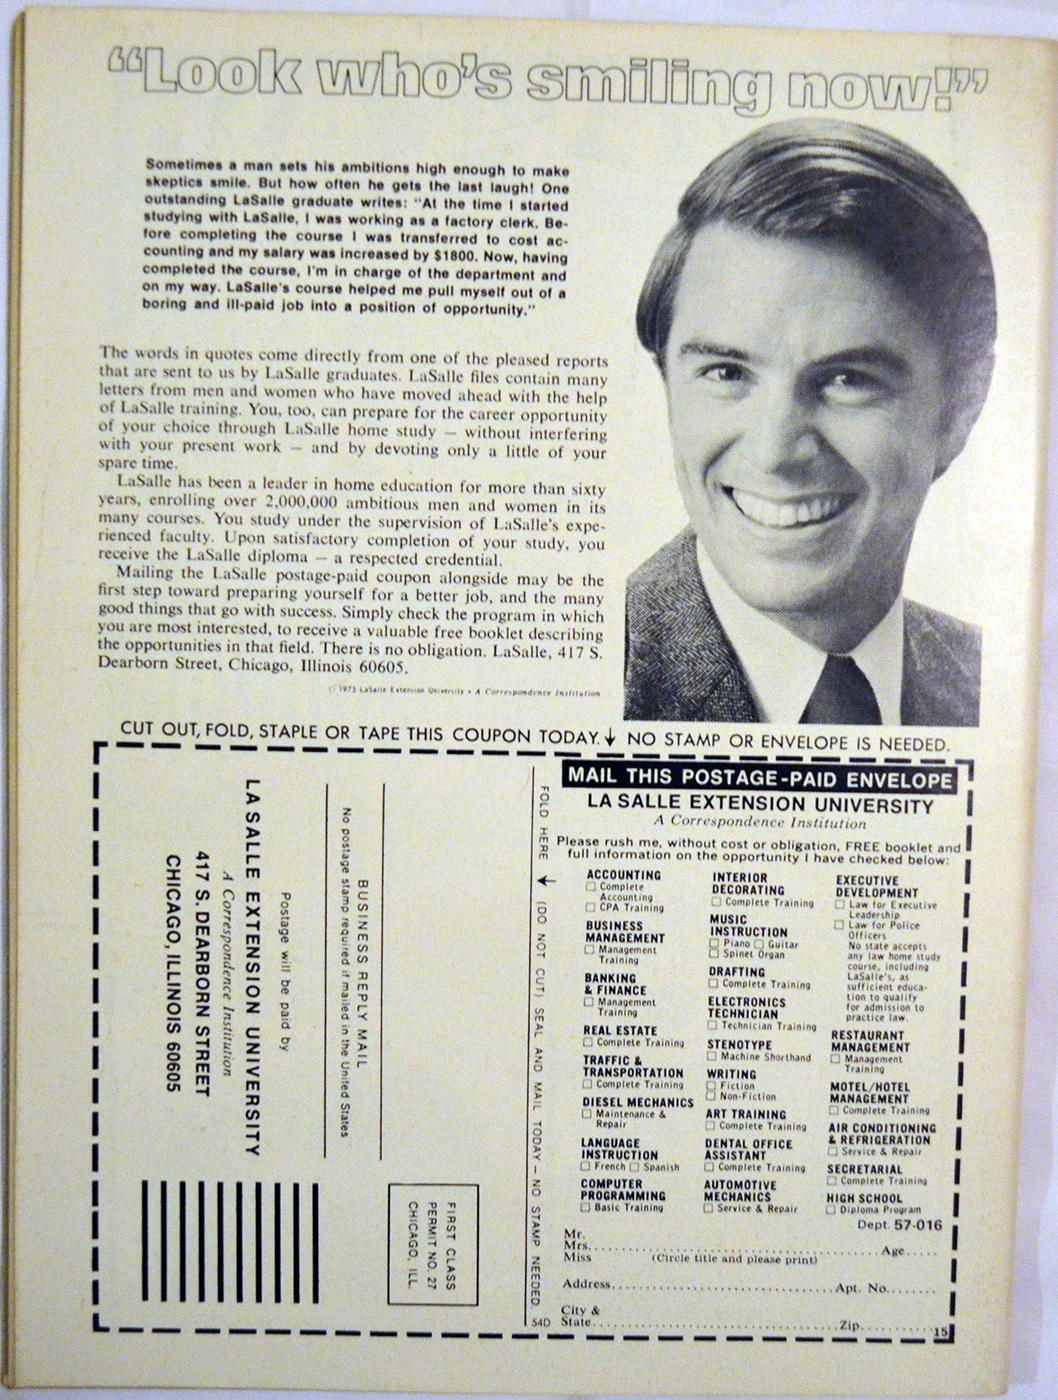 “Look who’s smiling now!”
Sometimes a man sets his ambitions high enough to make
skeptics smile. But how often he gets the last laugh! One
outstanding LaSalle graduate writes: "At the time I started
studying with LaSalle, I was working as a factory clerk. Be-
fore completing the course I was transferred to cost ac-
counting and my salary was increased by $1800. Now, having
completed the course, I'm in charge of the department and
on my way. LaSalle's course helped me pull myself out of a
boring and ill-paid job into a position of opportunity."
The words in quotes come directly from one of the pleased reports
that are sent to us by LaSalle graduates. LaSalle files contain many
letters from men and women who have moved ahead with the help
of LaSalle training. You, too, can prepare for the career opportunity
of your choice through LaSalle home study — without interfering
with your present work — and by devoting only a little of your
spare time.
LaSalle has been a leader in home education for more than sixty
years, enrolling over 2,000,000 ambitious men and women in its
many courses. You study under the supervision of LaSalle's expe-
rienced faculty. Upon satisfactory completion of your study, you
receive the LaSalle diploma — a respected credential.
Mailing the LaSalle postage-paid coupon alongside may be the
first step toward preparing yourself for a better job, and the many
good things that go with success. Simply check the program in which
you are most interested, to receive a valuable free booklet describing
the opportunities in that field. There is no obligation. LaSalle, 417 S.
Dearborn Street, Chicago, Illinois 60605.
© 1973 LaSalle Extension University • A Correspondence Institution
CUT OUT, FOLD, STAPLE OR TAPE THIS COUPON TODAY. ↓ NO STAMP OR ENVELOPE IS NEEDED.
FIRST CLASS
PERMIT NO. 27
CHICAGO, ILL.
BUSINESS REPLY MAIL
No postage stamp required if mailed in the United States
Postage will be paid by
LASALLE EXTENSION UNIVERSITY
A Correspondence Institution
417 S. DEARBORN STREET
CHICAGO, ILLINOIS 60605
FOLD HERE ↓ (DO NOT CUT) SEAL AND MAIL TODAY — NO STAMP NEEDED
54D
MAIL THIS POSTAGE-PAID ENVELOPE
LA SALLE EXTENSION UNIVERSITY
A Correspondence Institution
Please rush me, without cost or obligation, FREE booklet and
full information on the opportunity I have checked below:
ACCOUNTING
☐ Complete
Accounting
☐ CPA Training
BUSINESS
MANAGEMENT
☐ Management
Training
BANKING
& FINANCE
☐ Management
Training
REAL ESTATE
☐ Complete Training
TRAFFIC &
TRANSPORTATION
☐ Complete Training
DIESEL MECHANICS
☐ Maintenance &
Repair
LANGUAGE
INSTRUCTION
☐ French ☐ Spanish
COMPUTER
PROGRAMMING
☐ Basic Training
INTERIOR
DECORATING
☐ Complete Training
MUSIC
INSTRUCTION
☐ Piano ☐ Guitar
☐ Spinet Organ
DRAFTING
☐ Complete Training
ELECTRONICS
TECHNICIAN
☐ Technician Training
STENOTYPE
☐ Machine Shorthand
WRITING
☐ Fiction
☐ Non-Fiction
ART TRAINING
☐ Complete Training
DENTAL OFFICE
ASSISTANT
☐ Complete Training
AUTOMOTIVE
MECHANICS
☐ Service & Repair
EXECUTIVE
DEVELOPMENT
☐ Law for Executive
Leadership
☐ Law for Police
Officers
No state accepts
any law home study
course, including
LaSalle's, as
sufficient educa-
tion to qualify
for admission to
practice law.
RESTAURANT
MANAGEMENT
☐ Management
Training
MOTEL/HOTEL
MANAGEMENT
☐ Complete Training
AIR CONDITIONING
& REFRIGERATION
☐ Service & Repair
SECRETARIAL
☐ Complete Training
HIGH SCHOOL
☐ Diploma Program
Dept. 57-016
Mr.
Mrs. Age
Miss (Circle title and please print)
Address Apt. No.
City &
State Zip
15